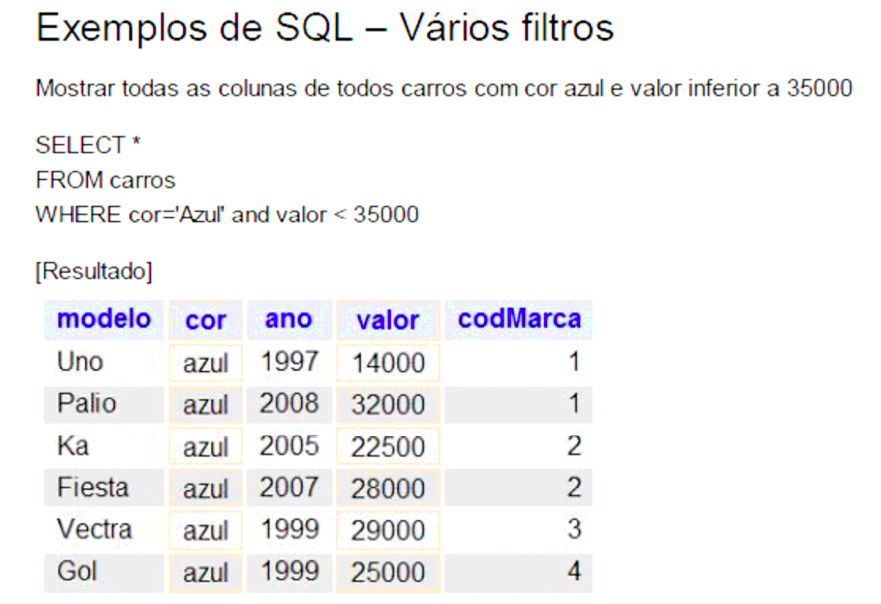 Exemplos de SQL – Vários filtros
Mostrar todas as colunas de todos carros com cor azul e valor inferior a 35000
SELECT *
FROM carros
WHERE cor='Azul' and valor < 35000
[Resultado]
modelo cor ano valor codMarca
Uno azul 1997 14000 1
Palio azul 2008 32000 1
Ka azul 2005 22500 2
Fiesta azul 2007 28000 2
Vectra azul 1999 29000 3
Gol azul 1999 25000 4